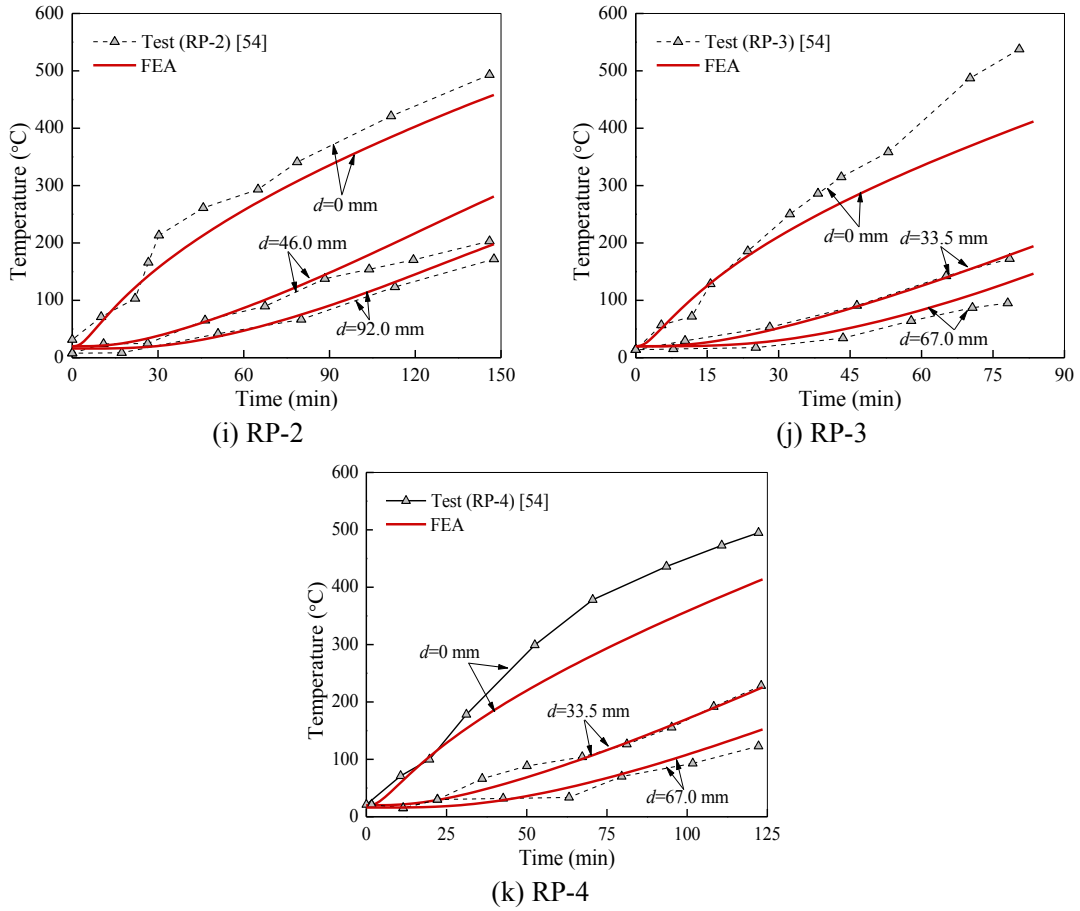 600
500
400
300
200
100
0
Temperature (°C)
Test (RP-2) [54]
FEA
d=0 mm
d=46.0 mm
d=92.0 mm
0 30 60 90 120 150
Time (min)
(i) RP-2
600
500
400
300
200
100
0
Temperature (°C)
Test (RP-3) [54]
FEA
d=0 mm
d=33.5 mm
d=67.0 mm
0 15 30 45 60 75 90
Time (min)
(j) RP-3
600
500
400
300
200
100
0
Temperature (°C)
Test (RP-4) [54]
FEA
d=0 mm
d=33.5 mm
d=67.0 mm
0 25 50 75 100 125
Time (min)
(k) RP-4